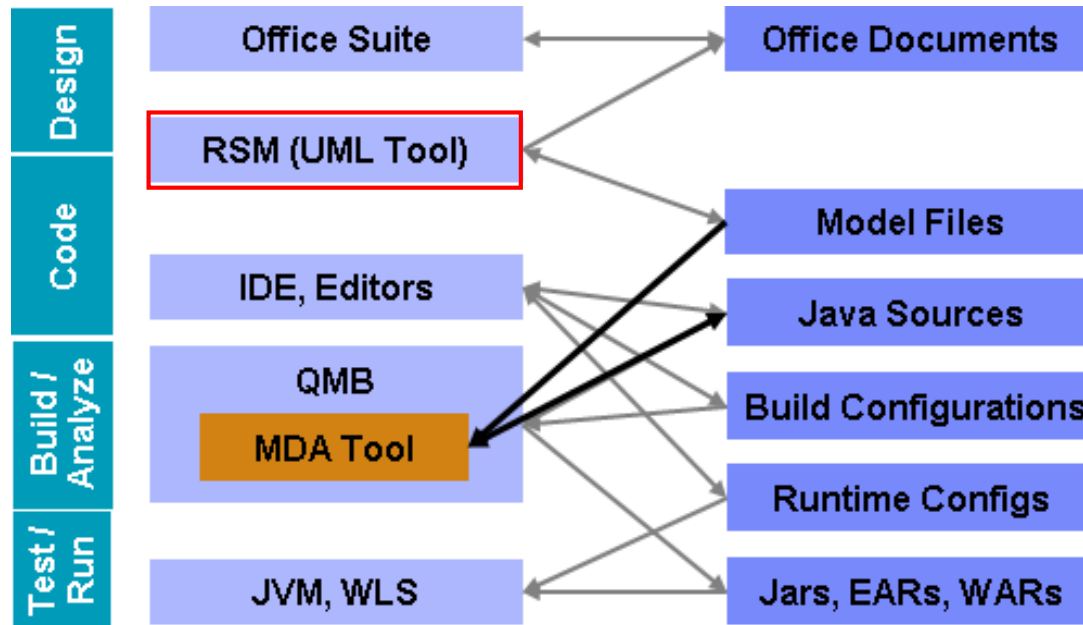 Design
Office Suite
Office Documents
RSM (UML Tool)
Code
Model Files
IDE, Editors
Java Sources
Build /
Analyze
QMB
MDA Tool
Build Configurations
Runtime Configs
Test /
Run
JVM, WLS
Jars, EARs, WARs